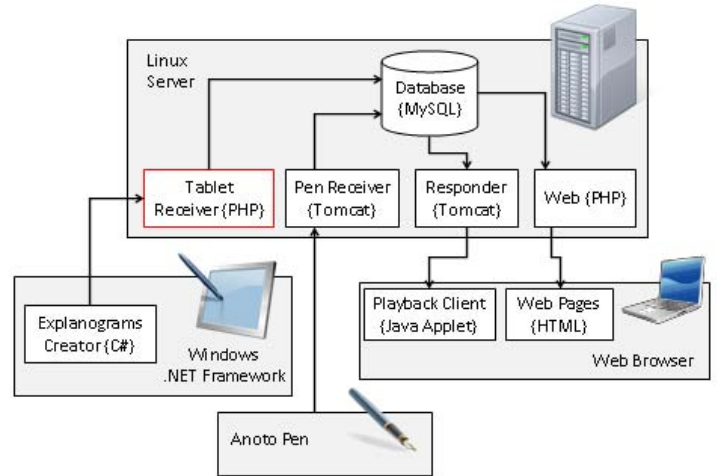 Linux
Server
Database
{MySQL}
Tablet
Receiver {PHP}
Pen Receiver
{Tomcat}
Responder
{Tomcat}
Web {PHP}
Explanograms
Creator {C#}
Windows
.NET Framework
Playback Client
{Java Applet}
Web Pages
{HTML}
Web Browser
Anoto Pen